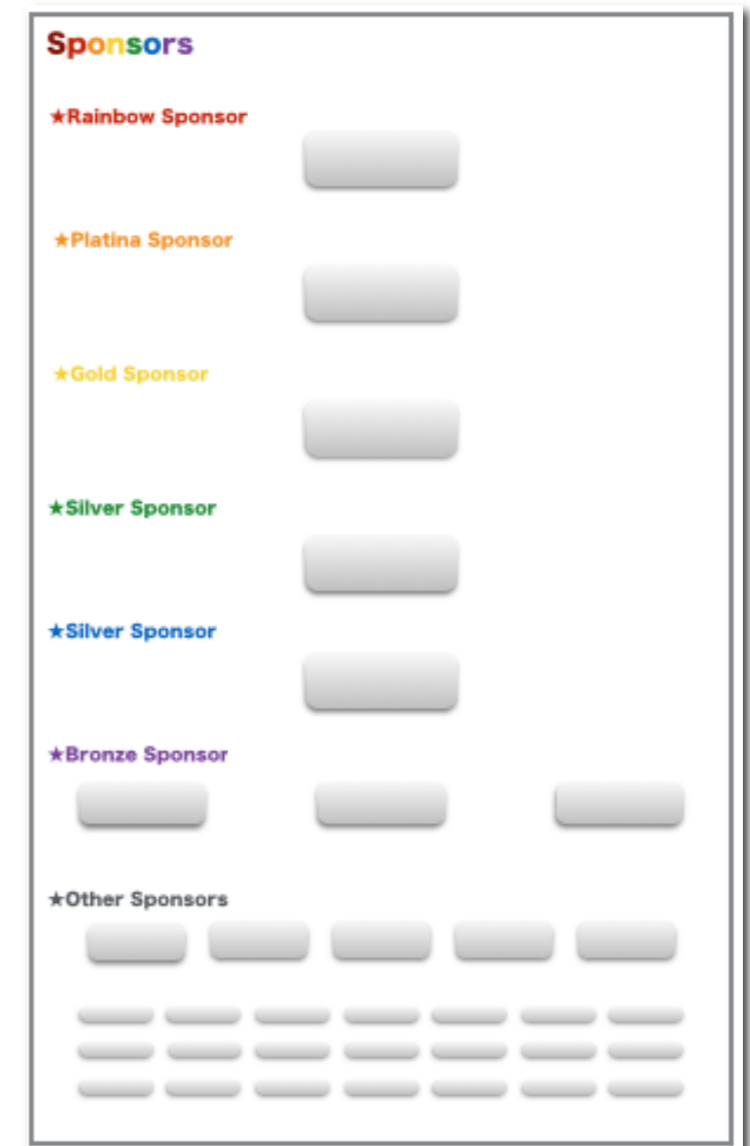 Sponsors
★Rainbow Sponsor
★Platina Sponsor
★Gold Sponsor
★Silver Sponsor
★Silver Sponsor
★Bronze Sponsor
★Other Sponsors